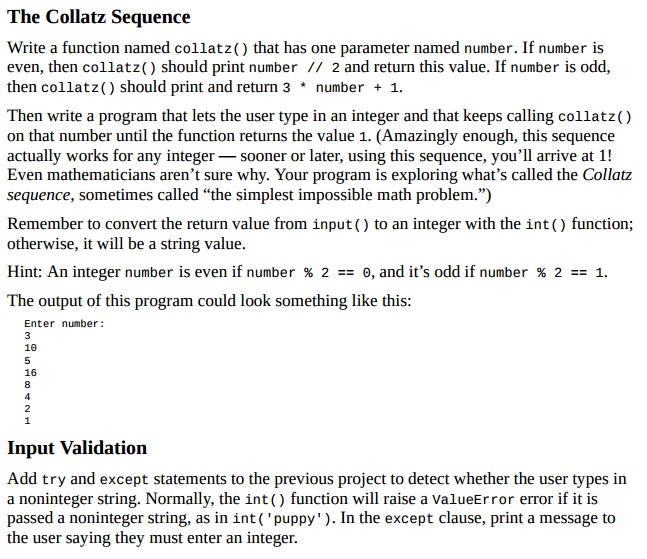 The Collatz Sequence
Write a function named collatz() that has one parameter named number. If number is
even, then collatz() should print number // 2 and return this value. If number is odd,
then collatz() should print and return 3 * number + 1.
Then write a program that lets the user type in an integer and that keeps calling collatz()
on that number until the function returns the value 1. (Amazingly enough, this sequence
actually works for any integer — sooner or later, using this sequence, you’ll arrive at 1!
Even mathematicians aren’t sure why. Your program is exploring what’s called the Collatz
sequence, sometimes called “the simplest impossible math problem.”)
Remember to convert the return value from input() to an integer with the int() function;
otherwise, it will be a string value.
Hint: An integer number is even if number % 2 == 0, and it’s odd if number % 2 == 1.
The output of this program could look something like this:
Enter number:
3
10
5
16
8
4
2
1
Input Validation
Add try and except statements to the previous project to detect whether the user types in
a noninteger string. Normally, the int() function will raise a ValueError error if it is
passed a noninteger string, as in int('puppy'). In the except clause, print a message to
the user saying they must enter an integer.